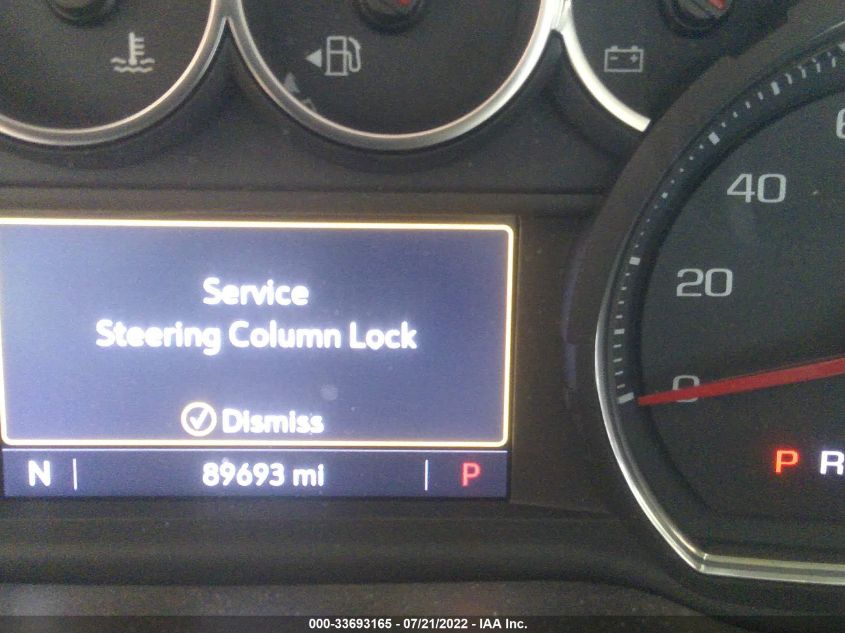 40
20
0
Service
Steering Column Lock
Dismiss
N 89693 mi P
P R
000-33693165 - 07/21/2022 - IAA Inc.